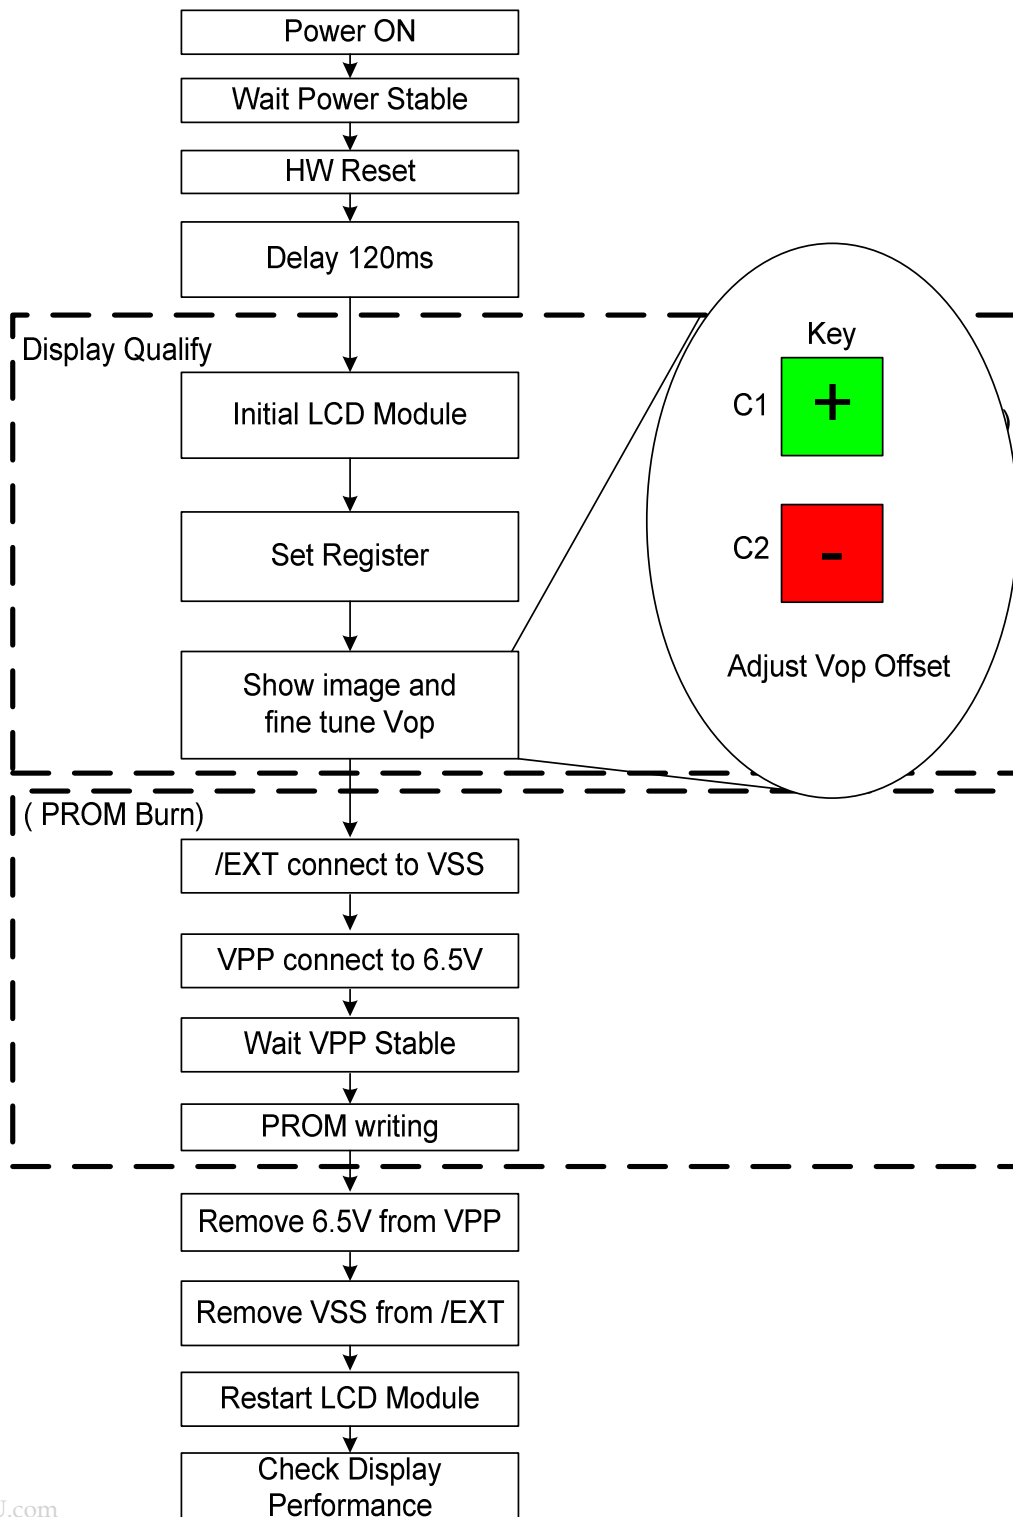 Power ON
Wait Power Stable
HW Reset
Delay 120ms
Display Qualify
Initial LCD Module
Set Register
Show image and
fine tune Vop
Key
C1
+
C2
-
Adjust Vop Offset
( PROM Burn)
/EXT connect to VSS
VPP connect to 6.5V
Wait VPP Stable
PROM writing
Remove 6.5V from VPP
Remove VSS from /EXT
Restart LCD Module
Check Display
Performance